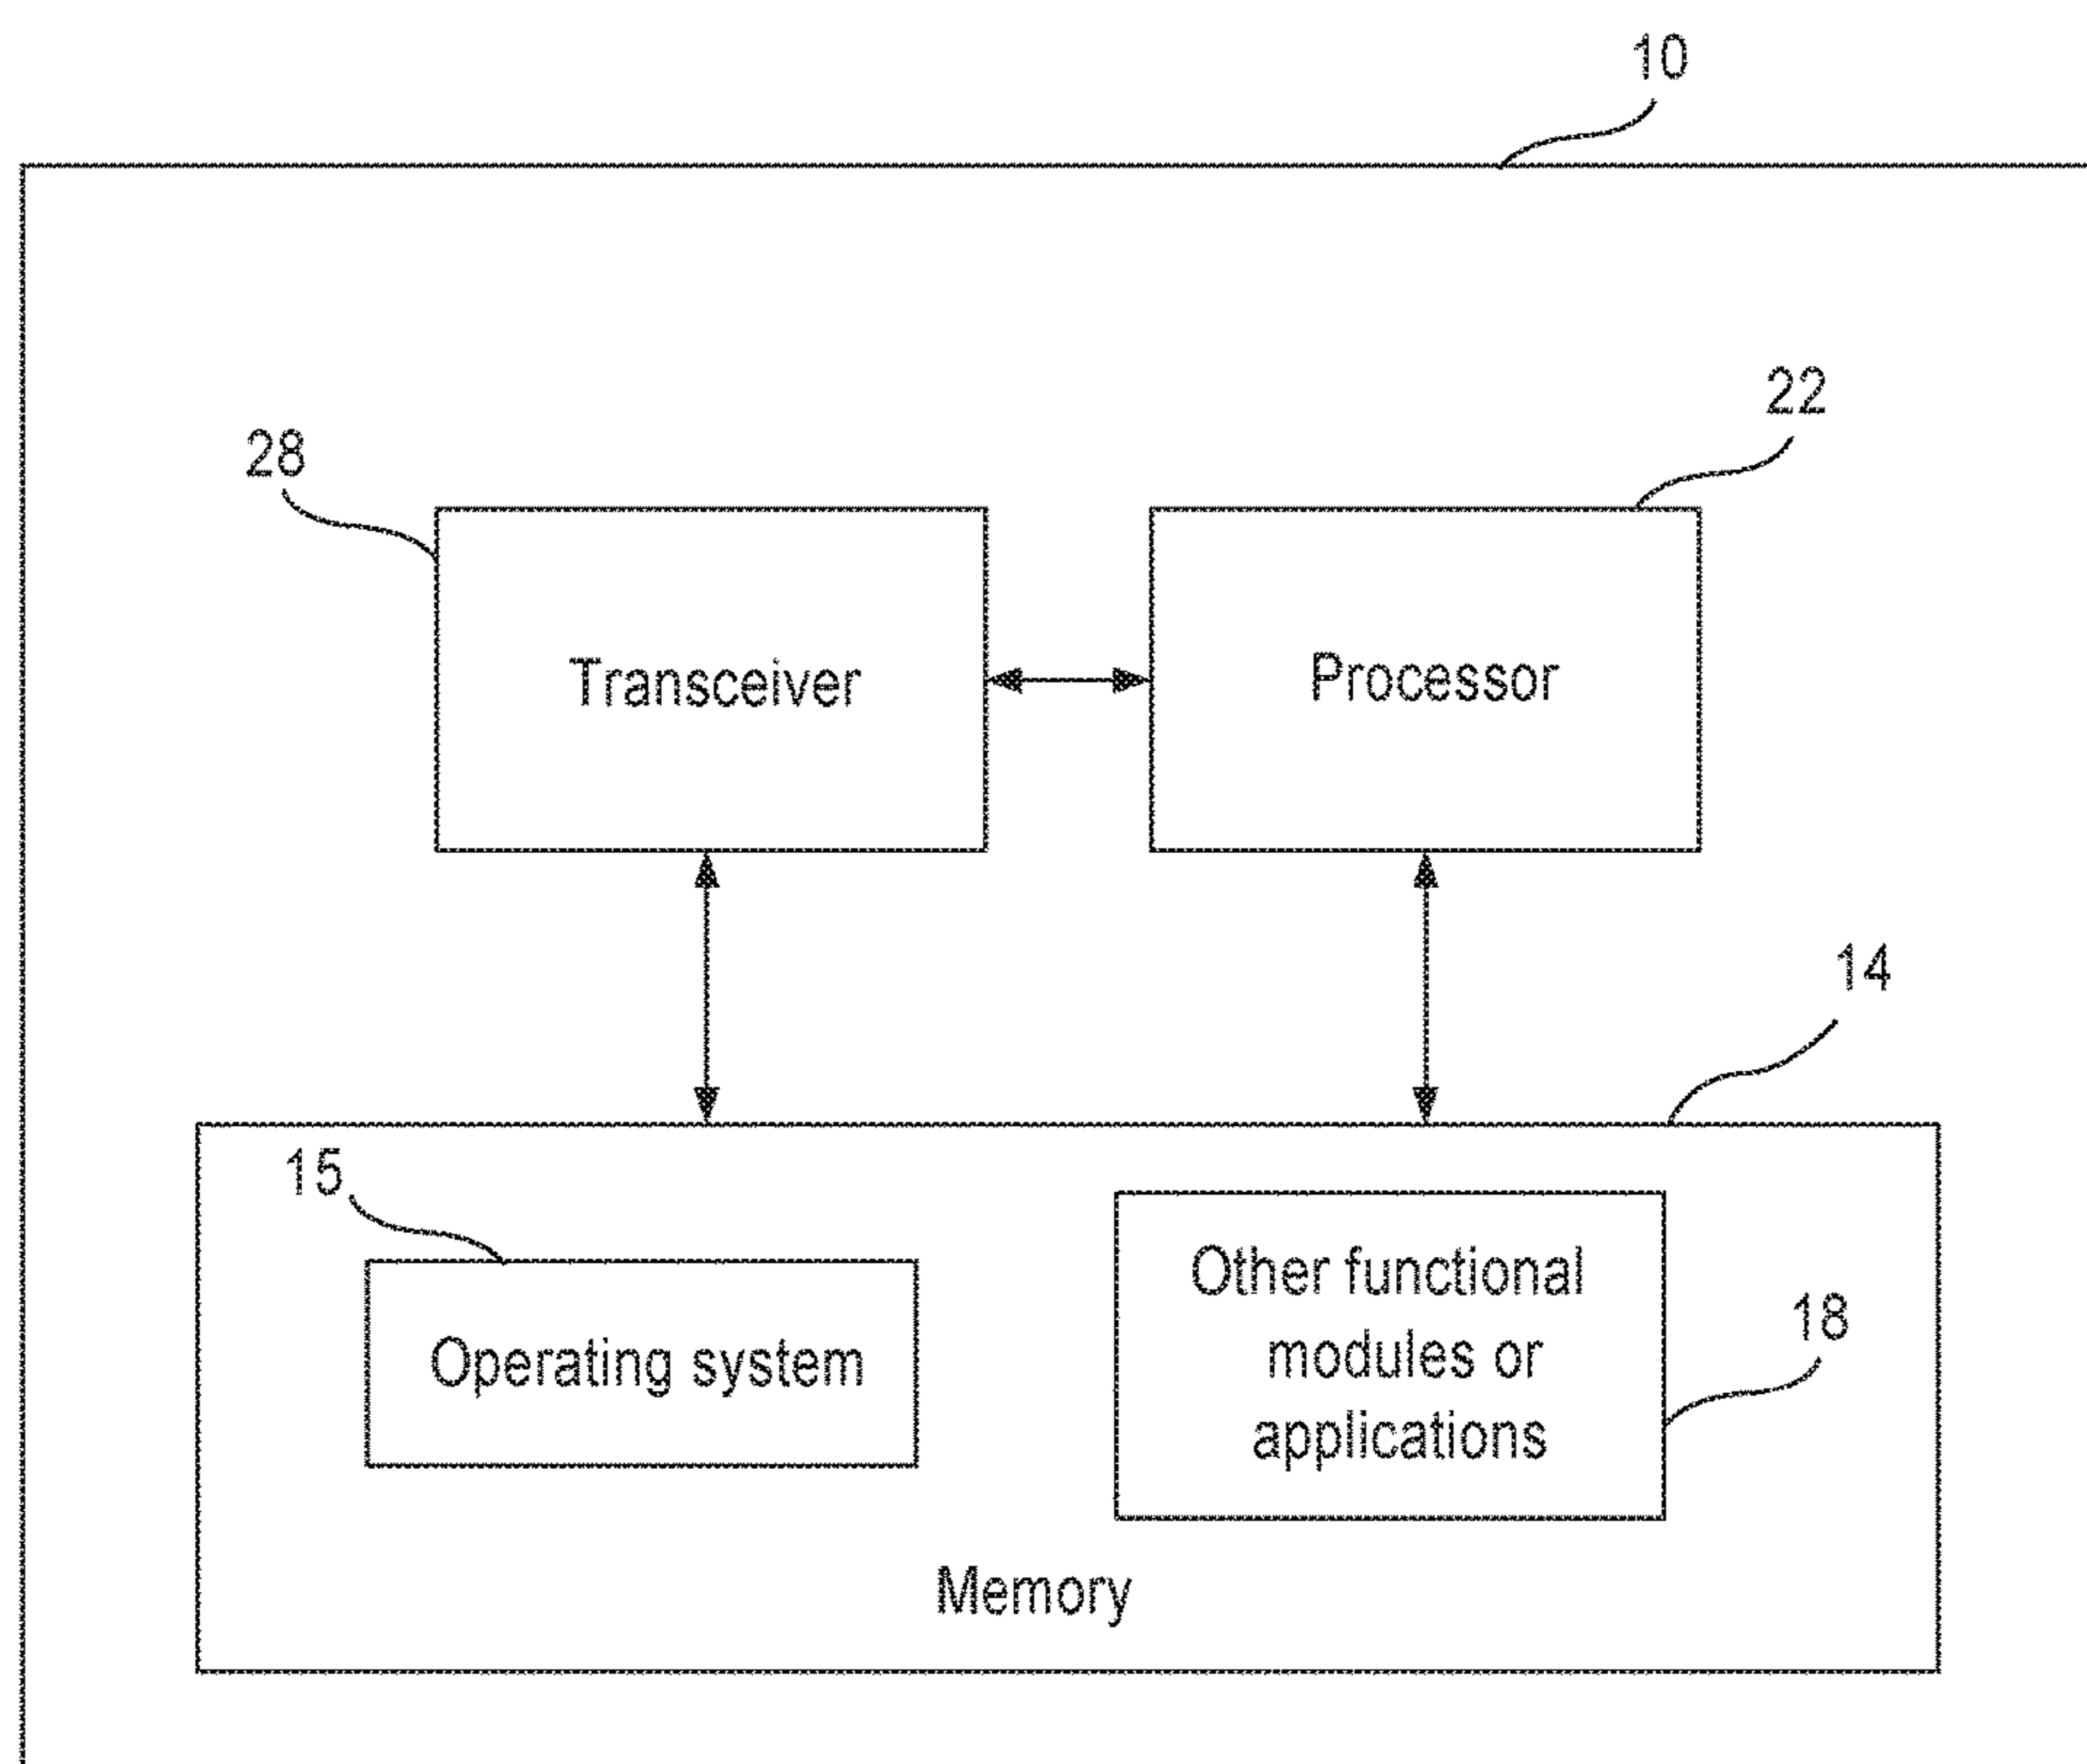 10
22
28
Transceiver
Processor
14
15
Other functional
modules or
applications
18
Operating system
Memory